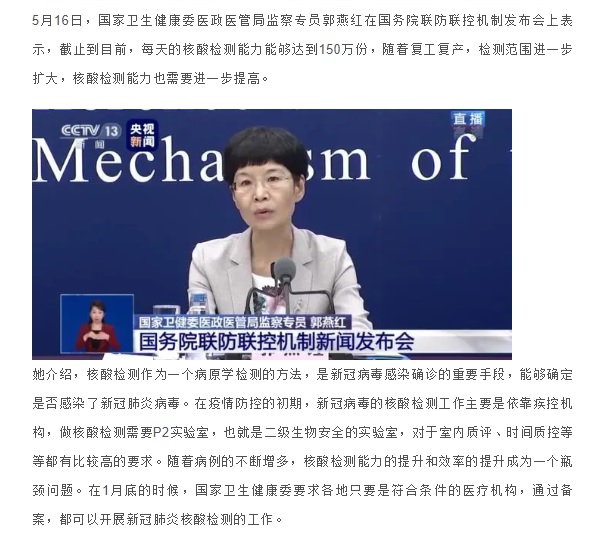 5月16日，国家卫生健康委医政医管局监察专员郭燕红在国务院联防联控机制发布会上表
示，截止到目前，每天的核酸检测能力能够达到150万份，随着复工复产，检测范围进一步
扩大，核酸检测能力也需要进一步提高。
CCTV 13
新闻
央视
新闻
直播
Mechanism of
国家卫健委医政医管局监察专员 郭燕红
国务院联防联控机制新闻发布会
她介绍，核酸检测作为一个病原学检测的方法，是新冠病毒感染确诊的重要手段，能够确定
是否感染了新冠肺炎病毒。在疫情防控的初期，新冠病毒的核酸检测工作主要是依靠疾控机
构，做核酸检测需要P2实验室，也就是二级生物安全的实验室，对于室内质评、时间质控等
等都有比较高的要求。随着病例的不断增多，核酸检测能力的提升和效率的提升成为一个瓶
颈问题。在1月底的时候，国家卫生健康委要求各地只要是符合条件的医疗机构，通过备
案，都可以开展新冠肺炎核酸检测的工作。